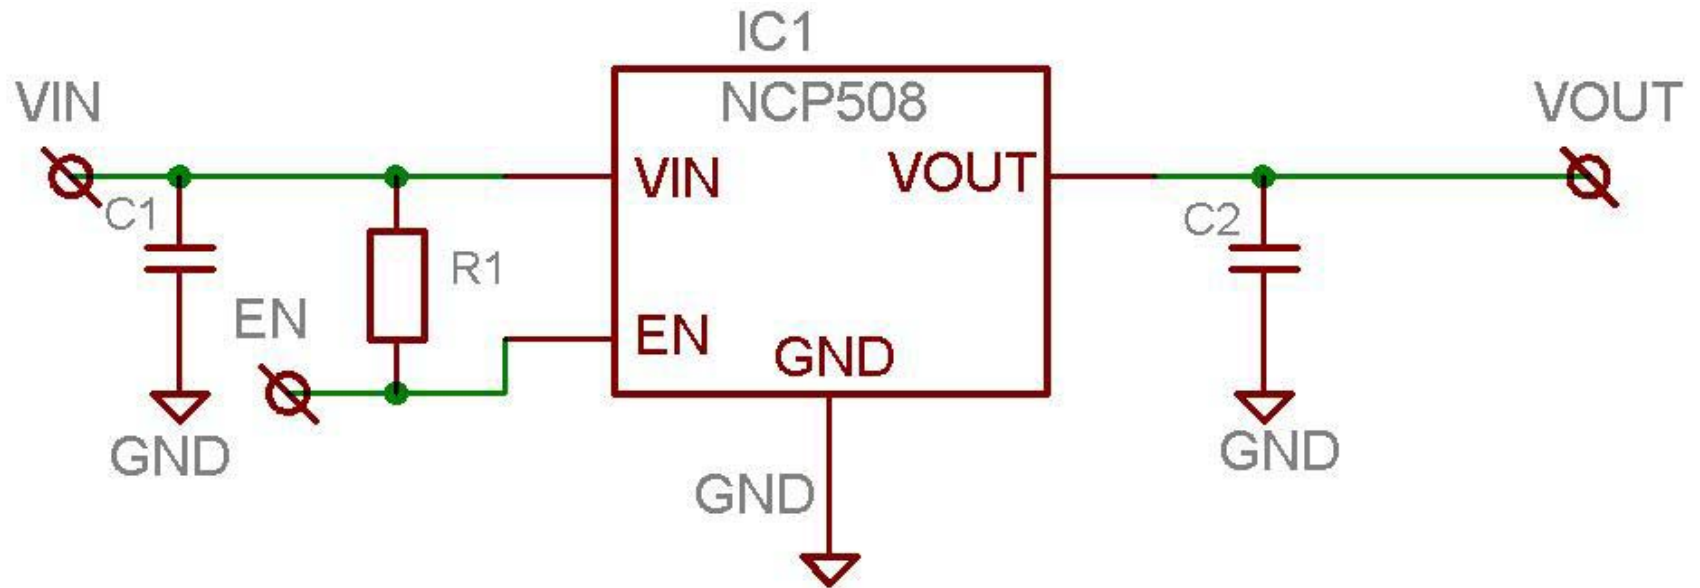 IC1
NCP508
VIN
VOUT
VIN
VOUT
C1
C2
R1
EN
EN
GND
GND
GND
GND